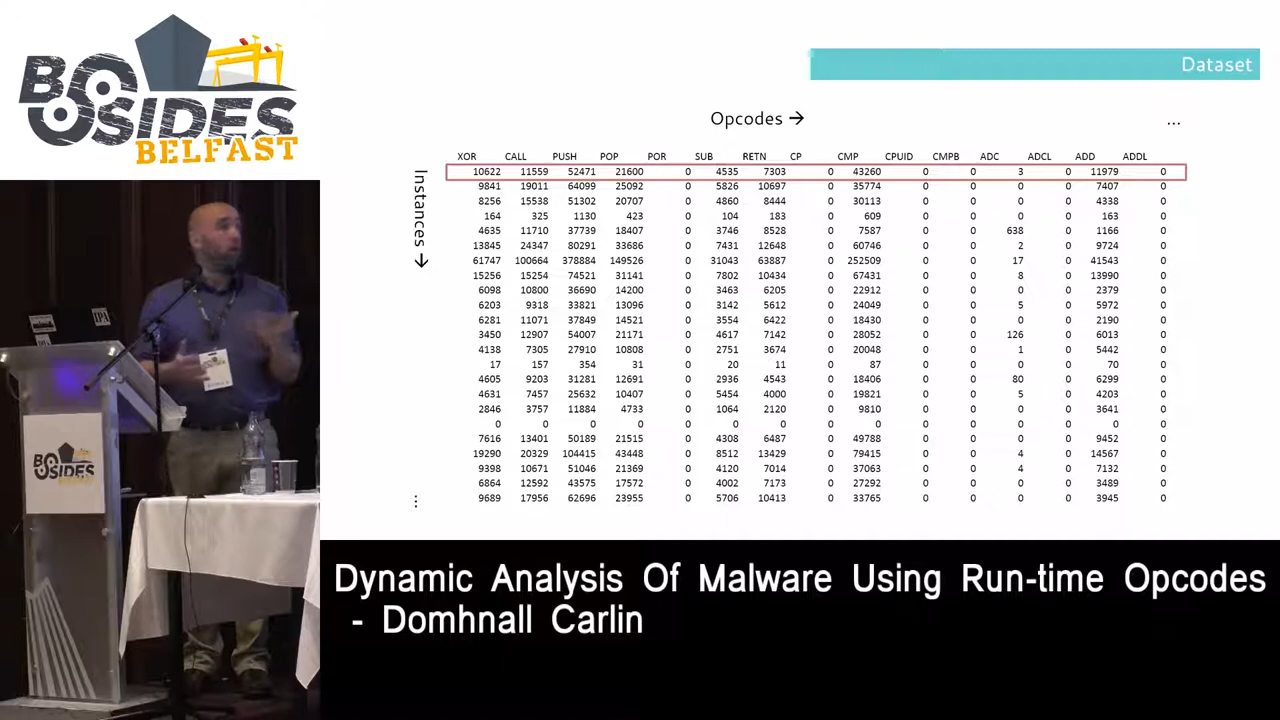 BSIDES
BELFAST
Dataset
Opcodes →
...
Instances →
XOR CALL PUSH POP POR SUB RETN CP CMP CPUID CMPB ADC ADCL ADD ADDL
10622 11559 52471 21600 0 4535 7303 0 43260 0 0 3 0 11979 0
9841 19011 64099 25092 0 5826 10697 0 35774 0 0 0 0 7407 0
8256 15538 51302 20707 0 4860 8444 0 30113 0 0 0 0 4338 0
164 325 1130 423 0 104 183 0 609 0 0 0 0 163 0
4635 11710 37739 18407 0 3746 8528 0 7587 0 0 638 0 1166 0
13845 24347 80291 33686 0 7431 12648 0 60746 0 0 2 0 9724 0
61747 100664 378884 149526 0 31043 63887 0 252509 0 0 17 0 41543 0
15256 15254 74521 31141 0 7802 10434 0 67431 0 0 8 0 13990 0
6098 10800 36690 14200 0 3463 6205 0 22912 0 0 0 0 2379 0
6203 9318 33821 13096 0 3142 5612 0 24049 0 0 5 0 5972 0
6281 11071 37849 14521 0 3554 6422 0 18430 0 0 0 0 2190 0
3450 12907 54007 21171 0 4617 7142 0 28052 0 0 126 0 6013 0
4138 7305 27910 10808 0 2751 3674 0 20048 0 0 1 0 5442 0
17 157 354 31 0 20 11 0 87 0 0 0 0 70 0
4605 9203 31281 12691 0 2936 4543 0 18406 0 0 80 0 6299 0
4631 7457 25632 10407 0 5454 4000 0 19821 0 0 5 0 4203 0
2846 3757 11884 4733 0 1064 2120 0 9810 0 0 0 0 3641 0
0 0 0 0 0 0 0 0 0 0 0 0 0 0 0
7616 13401 50189 21515 0 4308 6487 0 49788 0 0 0 0 9452 0
19290 20329 104415 43448 0 8512 13429 0 79415 0 0 4 0 14567 0
9398 10671 51046 21369 0 4120 7014 0 37063 0 0 4 0 7132 0
6864 12592 43575 17572 0 4002 7173 0 27292 0 0 0 0 3449 0
9689 17956 62696 23955 0 5706 10413 0 33765 0 0 0 0 3945 0
...
IPA
BSIDES
BELFAST
Dynamic Analysis Of Malware Using Run-time Opcodes
- Domhnall Carlin